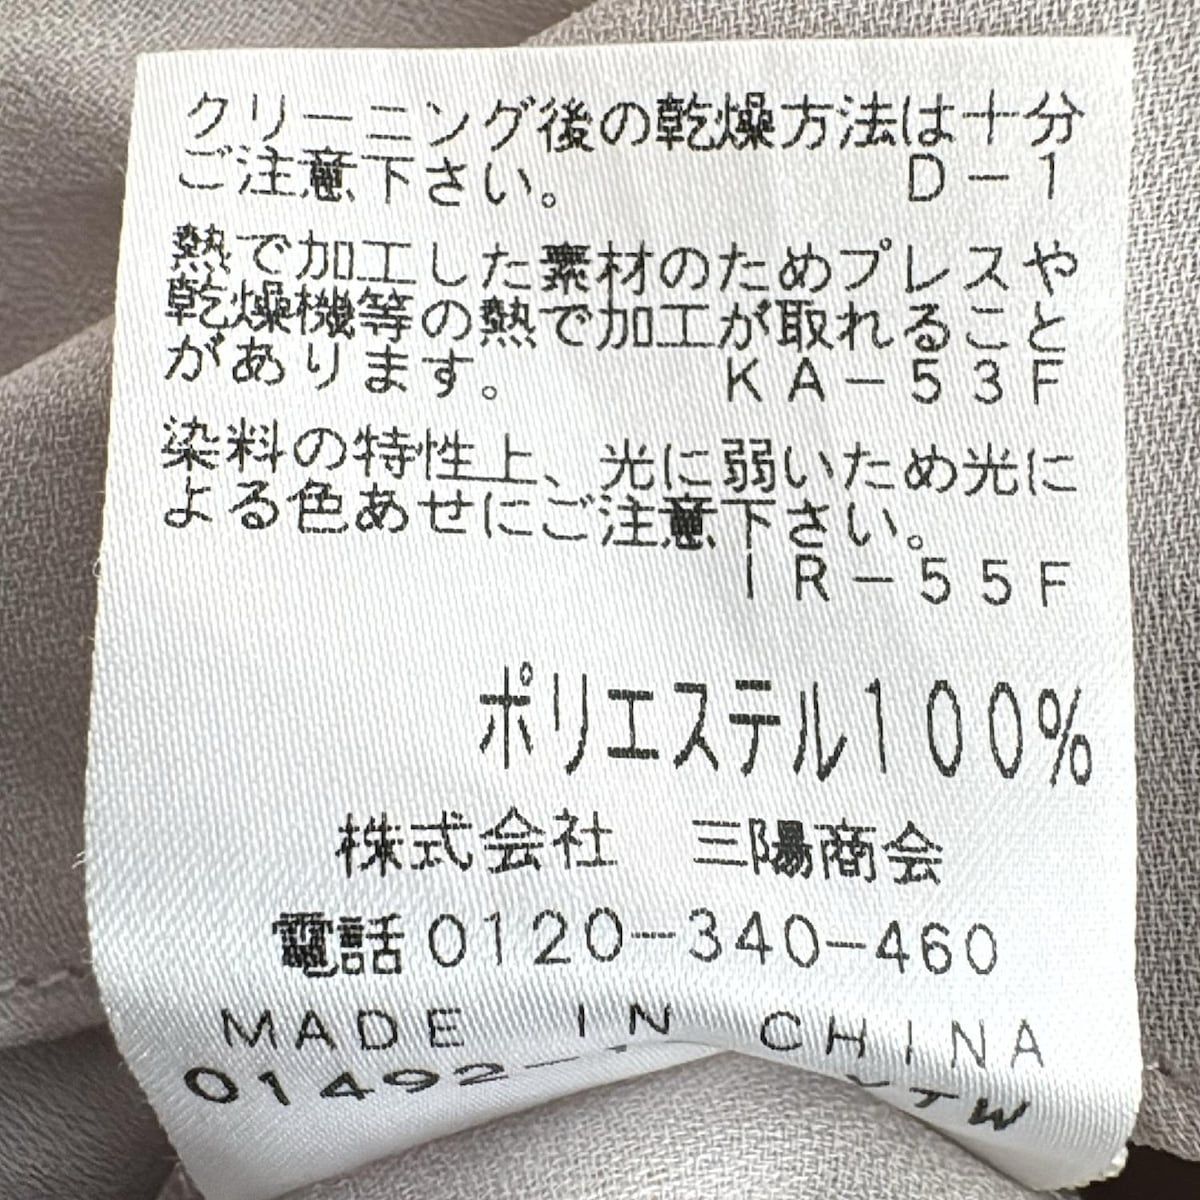 クリーニング後の乾燥方法は十分
ご注意下さい。 D-1
熱で加工した素材のためプレスや
乾燥機等の熱で加工が取れること
があります。 KA-53F
染料の特性上、光に弱いため光に
よる色あせにご注意下さい。
IR-55F
ポリエステル100%
株式会社 三陽商会
電話0120-340-460
MADE IN CHINA
01492-